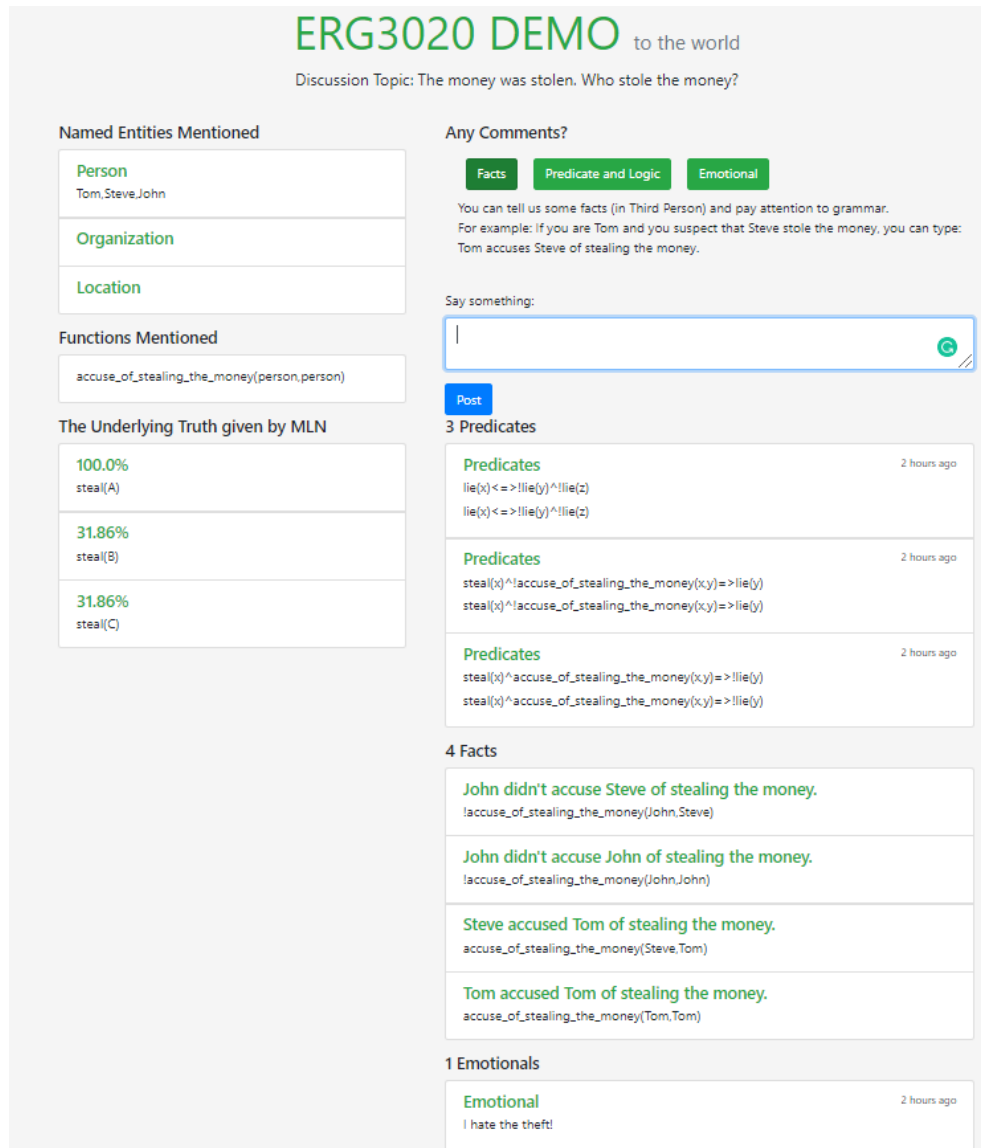 ERG3020 DEMO to the world
Discussion Topic: The money was stolen. Who stole the money?
Named Entities Mentioned
Person
Tom,Steve,John
Organization
Location
Functions Mentioned
accuse_of_stealing_the_money(person,person)
The Underlying Truth given by MLN
100.0%
steal(A)
31.86%
steal(B)
31.86%
steal(C)
Any Comments?
Facts
Predicate and Logic
Emotional
You can tell us some facts (in Third Person) and pay attention to grammar.
For example: If you are Tom and you suspect that Steve stole the money, you can type:
Tom accuses Steve of stealing the money.
Say something:
Post
3 Predicates
Predicates 2 hours ago
lie(x)<=>!lie(y)^!lie(z)
lie(x)<=>!lie(y)^!lie(z)
Predicates 2 hours ago
steal(x)^!accuse_of_stealing_the_money(x,y)=>lie(y)
steal(x)^!accuse_of_stealing_the_money(x,y)=>lie(y)
Predicates 2 hours ago
steal(x)^accuse_of_stealing_the_money(x,y)=>!lie(y)
steal(x)^accuse_of_stealing_the_money(x,y)=>!lie(y)
4 Facts
John didn't accuse Steve of stealing the money.
!accuse_of_stealing_the_money(John,Steve)
John didn't accuse John of stealing the money.
!accuse_of_stealing_the_money(John,John)
Steve accused Tom of stealing the money.
accuse_of_stealing_the_money(Steve,Tom)
Tom accused Tom of stealing the money.
accuse_of_stealing_the_money(Tom,Tom)
1 Emotionals
Emotional 2 hours ago
I hate the theft!